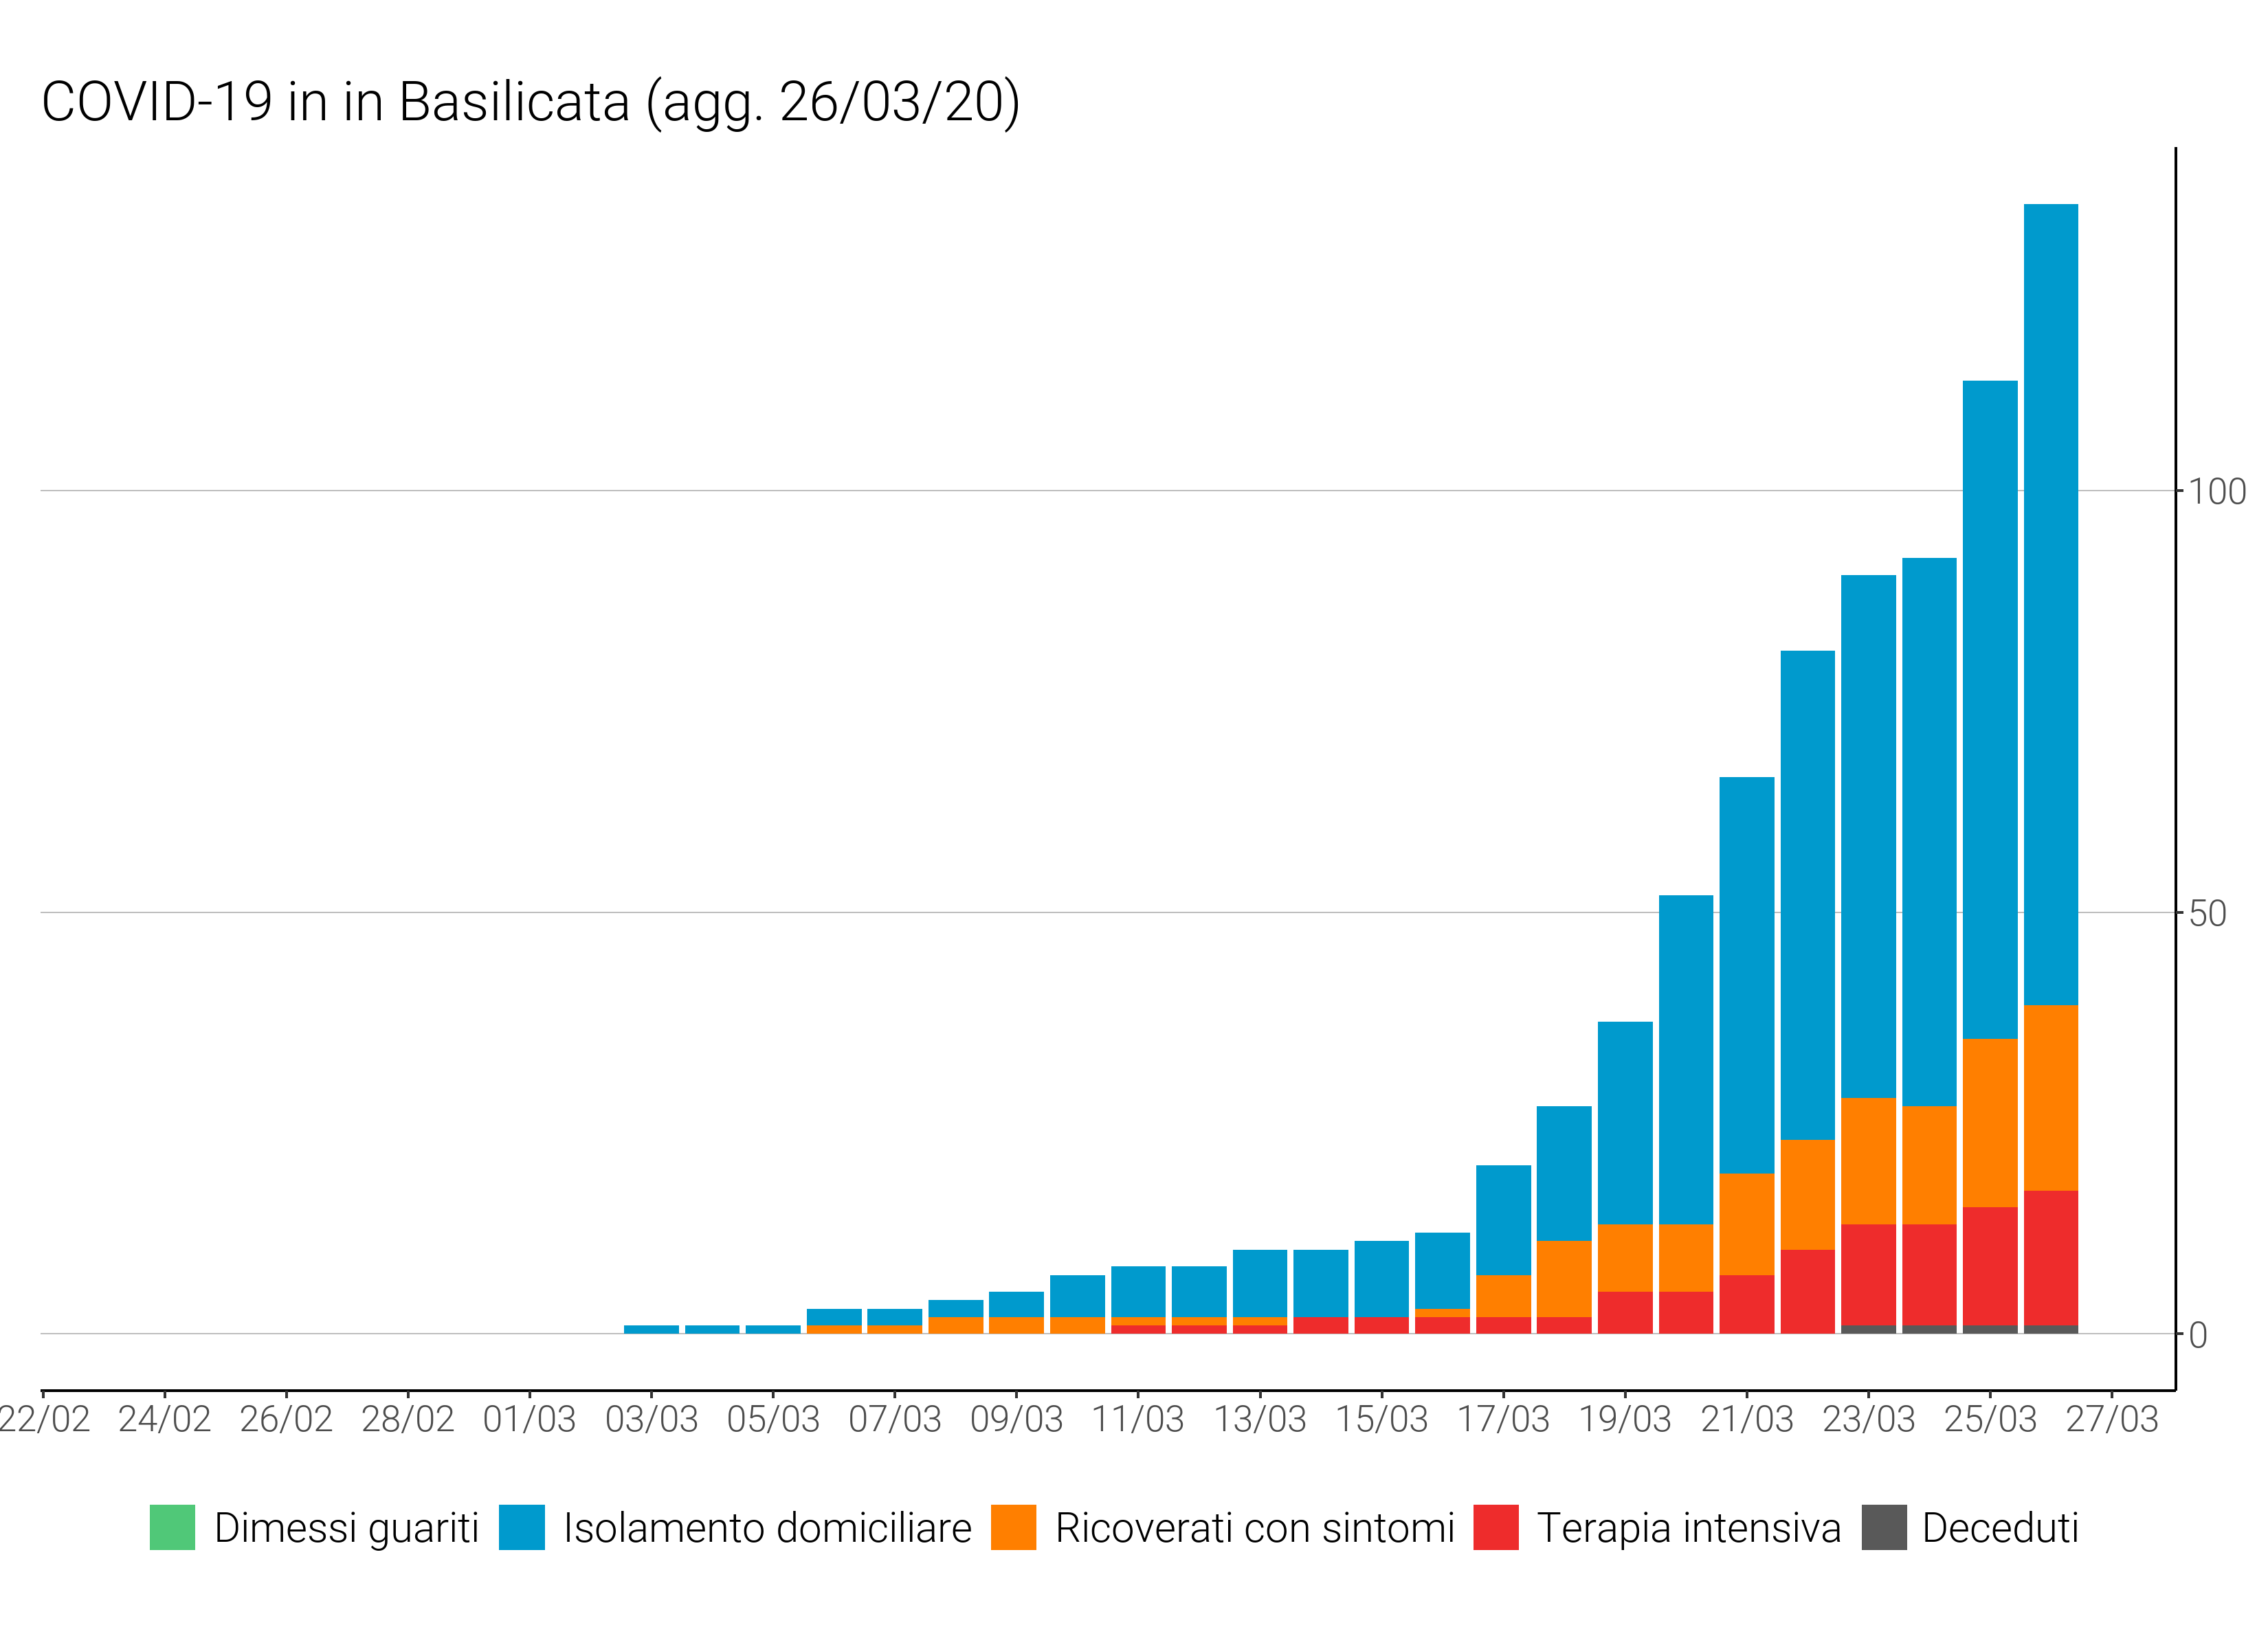 COVID-19 in in Basilicata (agg. 26/03/20)
100
50
0
22/02 24/02 26/02 28/02 01/03 03/03 05/03 07/03 09/03 11/03 13/03 15/03 17/03 19/03 21/03 23/03 25/03 27/03
Dimessi guariti Isolamento domiciliare Ricoverati con sintomi Terapia intensiva Deceduti